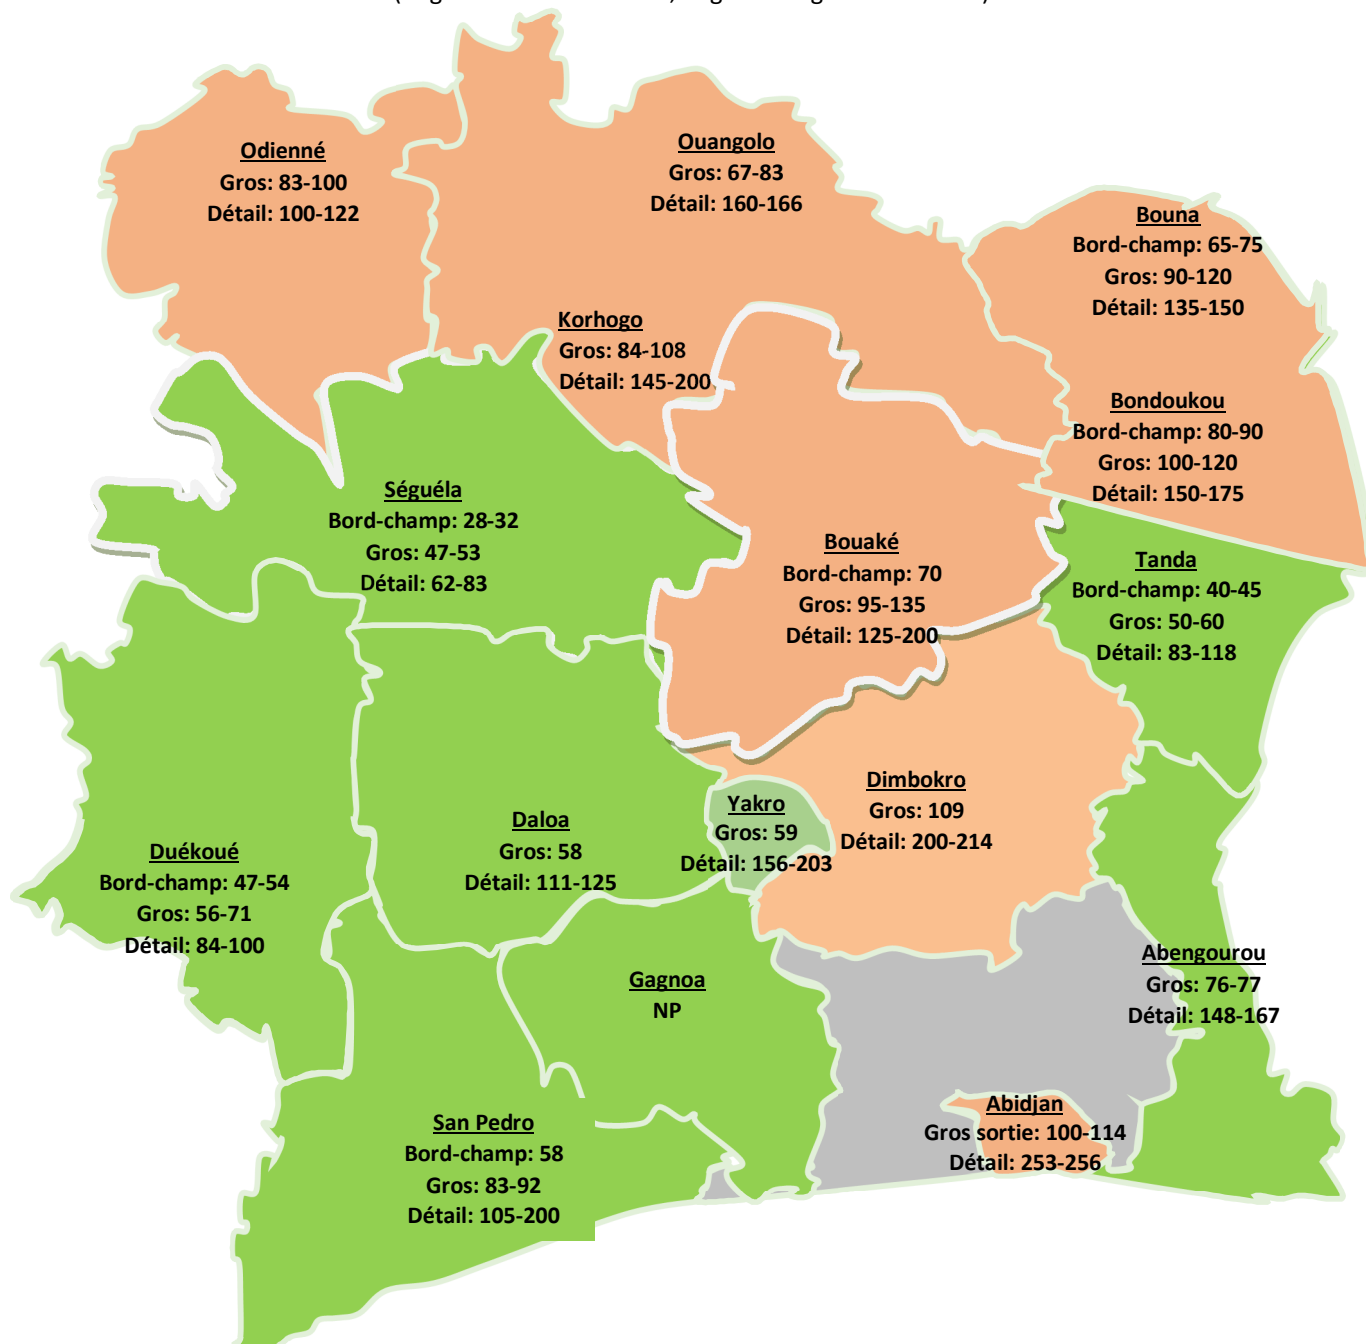 Odienné
Gros: 83-100
Détail: 100-122
Ouangolo
Gros: 67-83
Détail: 160-166
Bouna
Bord-champ: 65-75
Gros: 90-120
Détail: 135-150
Korhogo
Gros: 84-108
Détail: 145-200
Bondoukou
Bord-champ: 80-90
Gros: 100-120
Détail: 150-175
Séguéla
Bord-champ: 28-32
Gros: 47-53
Détail: 62-83
Bouaké
Bord-champ: 70
Gros: 95-135
Détail: 125-200
Tanda
Bord-champ: 40-45
Gros: 50-60
Détail: 83-118
Dimbokro
Gros: 109
Détail: 200-214
Yakro
Gros: 59
Détail: 156-203
Daloa
Gros: 58
Détail: 111-125
Duékoué
Bord-champ: 47-54
Gros: 56-71
Détail: 84-100
Abengourou
Gros: 76-77
Détail: 148-167
Gagnoa
NP
Abidjan
Gros sortie: 100-114
Détail: 253-256
San Pedro
Bord-champ: 58
Gros: 83-92
Détail: 105-200